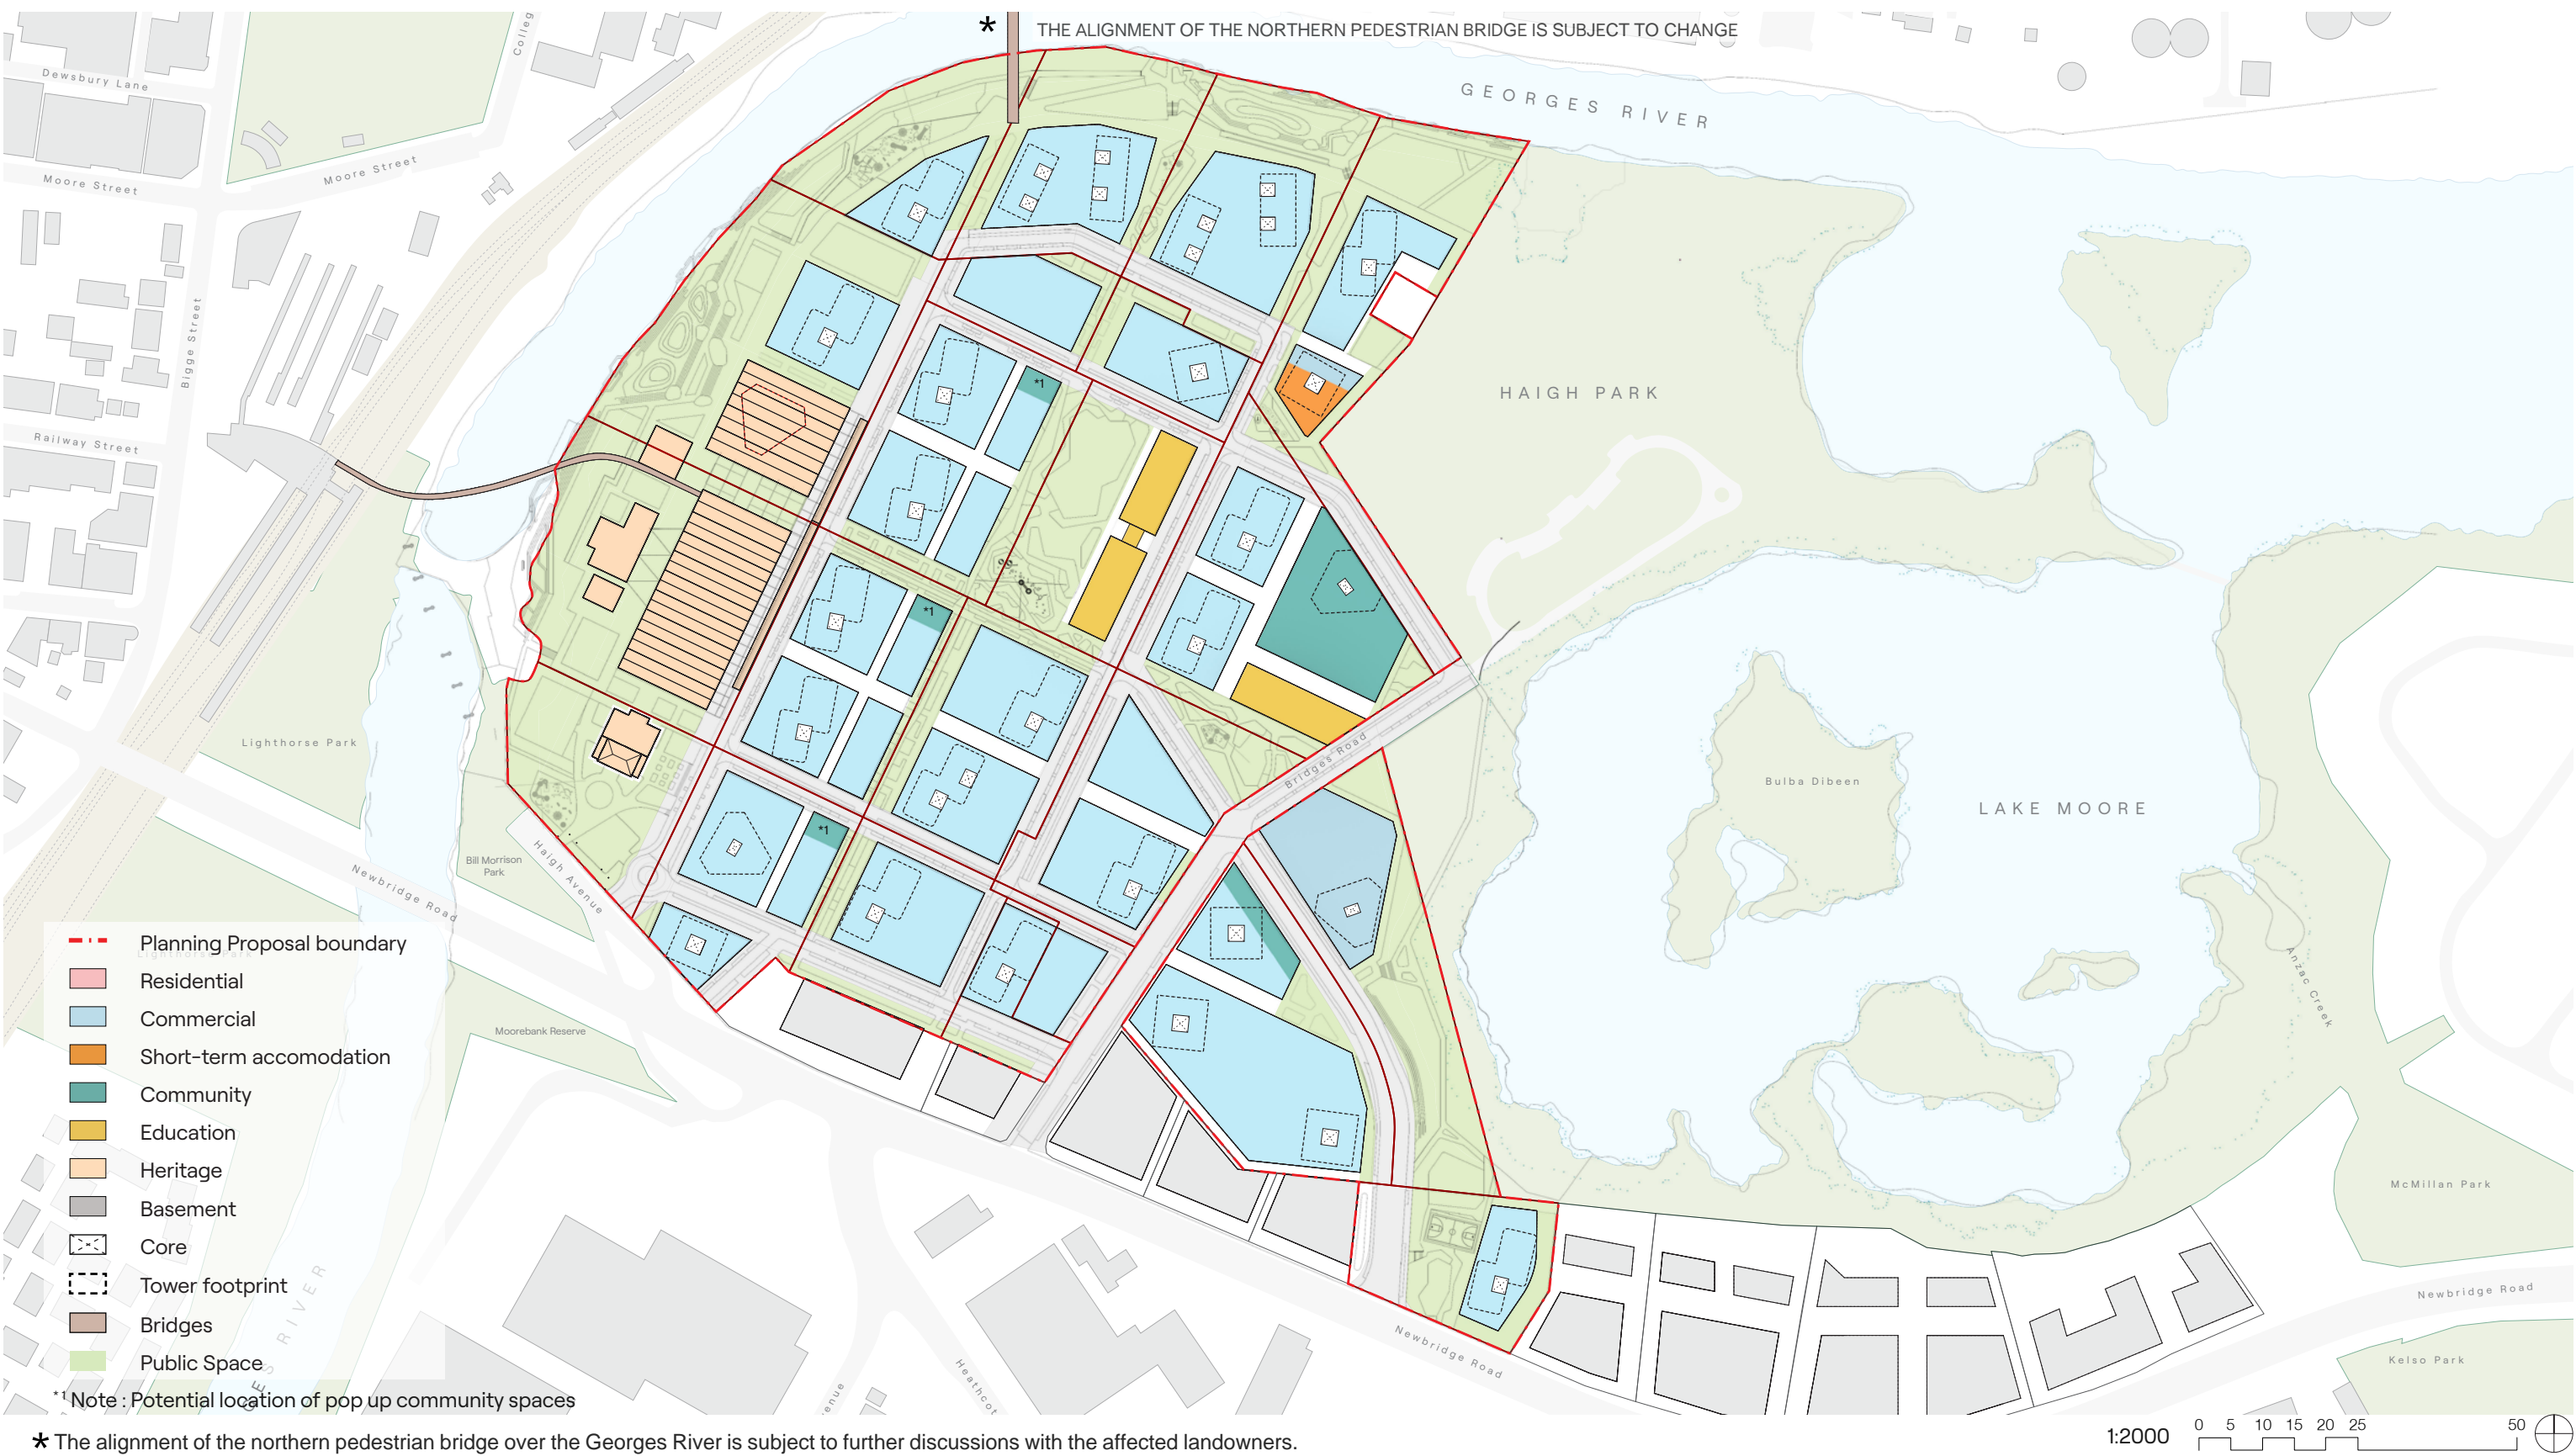 * THE ALIGNMENT OF THE NORTHERN PEDESTRIAN BRIDGE IS SUBJECT TO CHANGE
GEORGES RIVER
Dewsbury Lane
Moore Street
Moore Street
Bigge Street
Railway Street
HAIGH PARK
*1
*1
*1
Lighthorse Park
Bridges Road
Bulba Dibeen
LAKE MOORE
Bill Morrison
Park
Haigh Avenue
Newbridge Road
Moorebank Reserve
Anzac Creek
McMillan Park
Newbridge Road
Newbridge Road
Kelso Park
Planning Proposal boundary
Lighthorse Park
Residential
Commercial
Short-term accomodation
Community
Education
Heritage
Basement
Core
Tower footprint
Bridges
Public Space
*1 Note : Potential location of pop up community spaces
* The alignment of the northern pedestrian bridge over the Georges River is subject to further discussions with the affected landowners.
1:2000
0 5 10 15 20 25 50